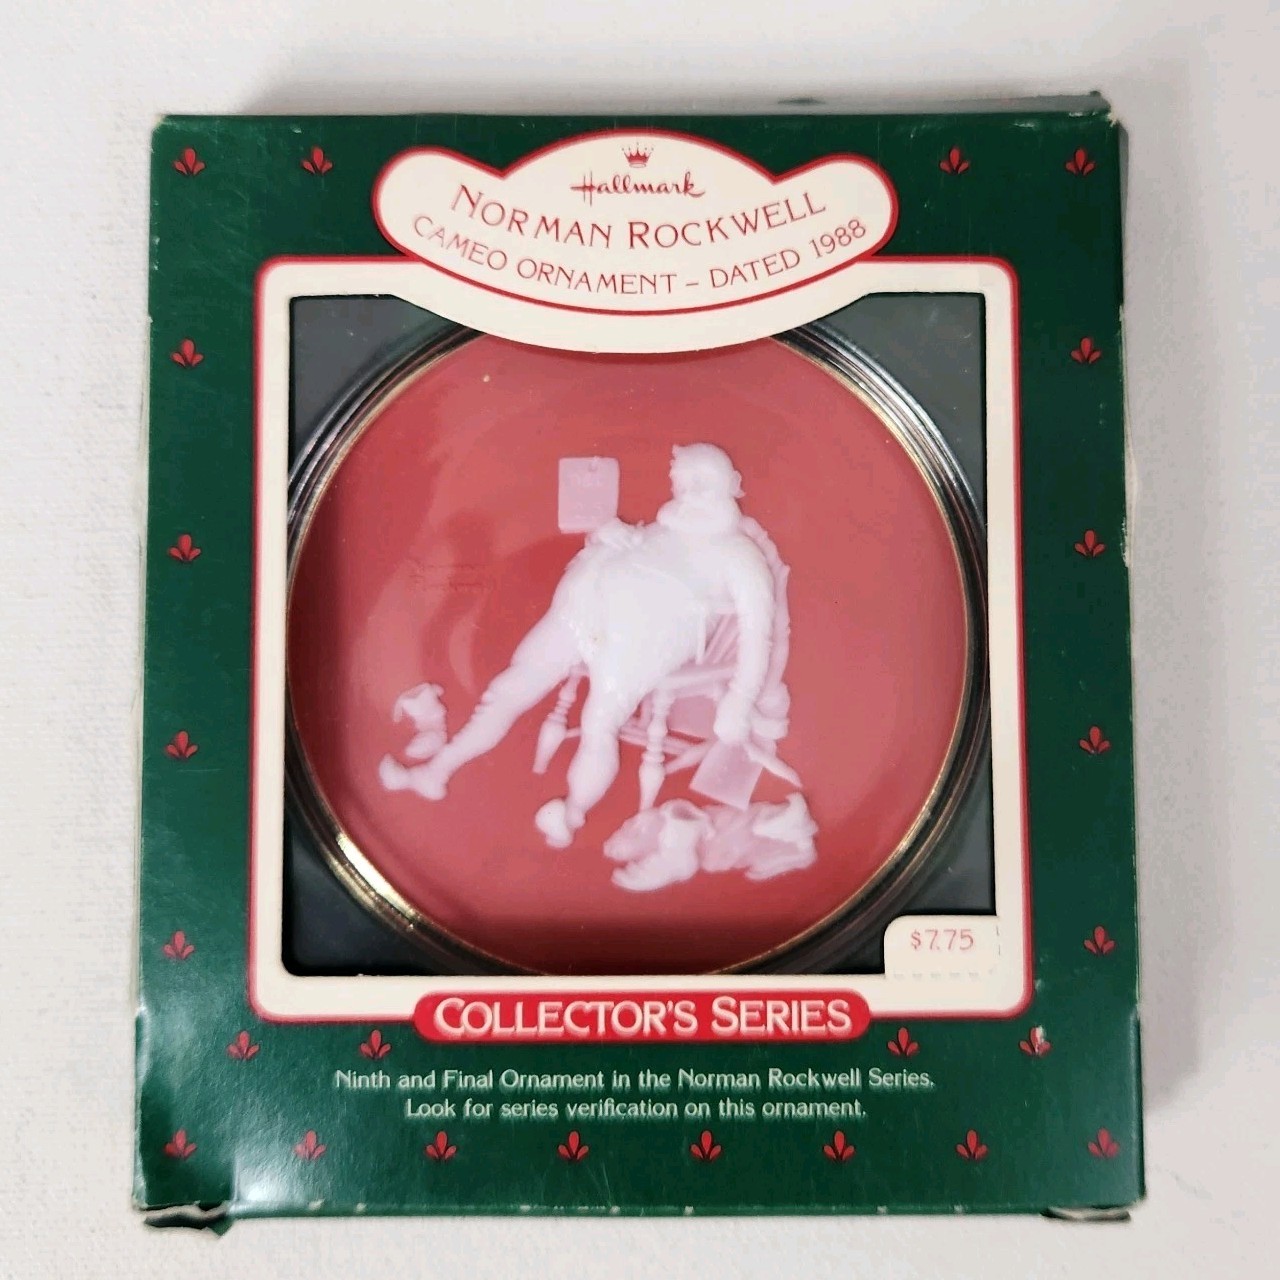 Hallmark
NORMAN ROCKWELL
CAMEO ORNAMENT – DATED 1988
$7.75
COLLECTOR'S SERIES
Ninth and Final Ornament in the Norman Rockwell Series.
Look for series verification on this ornament.